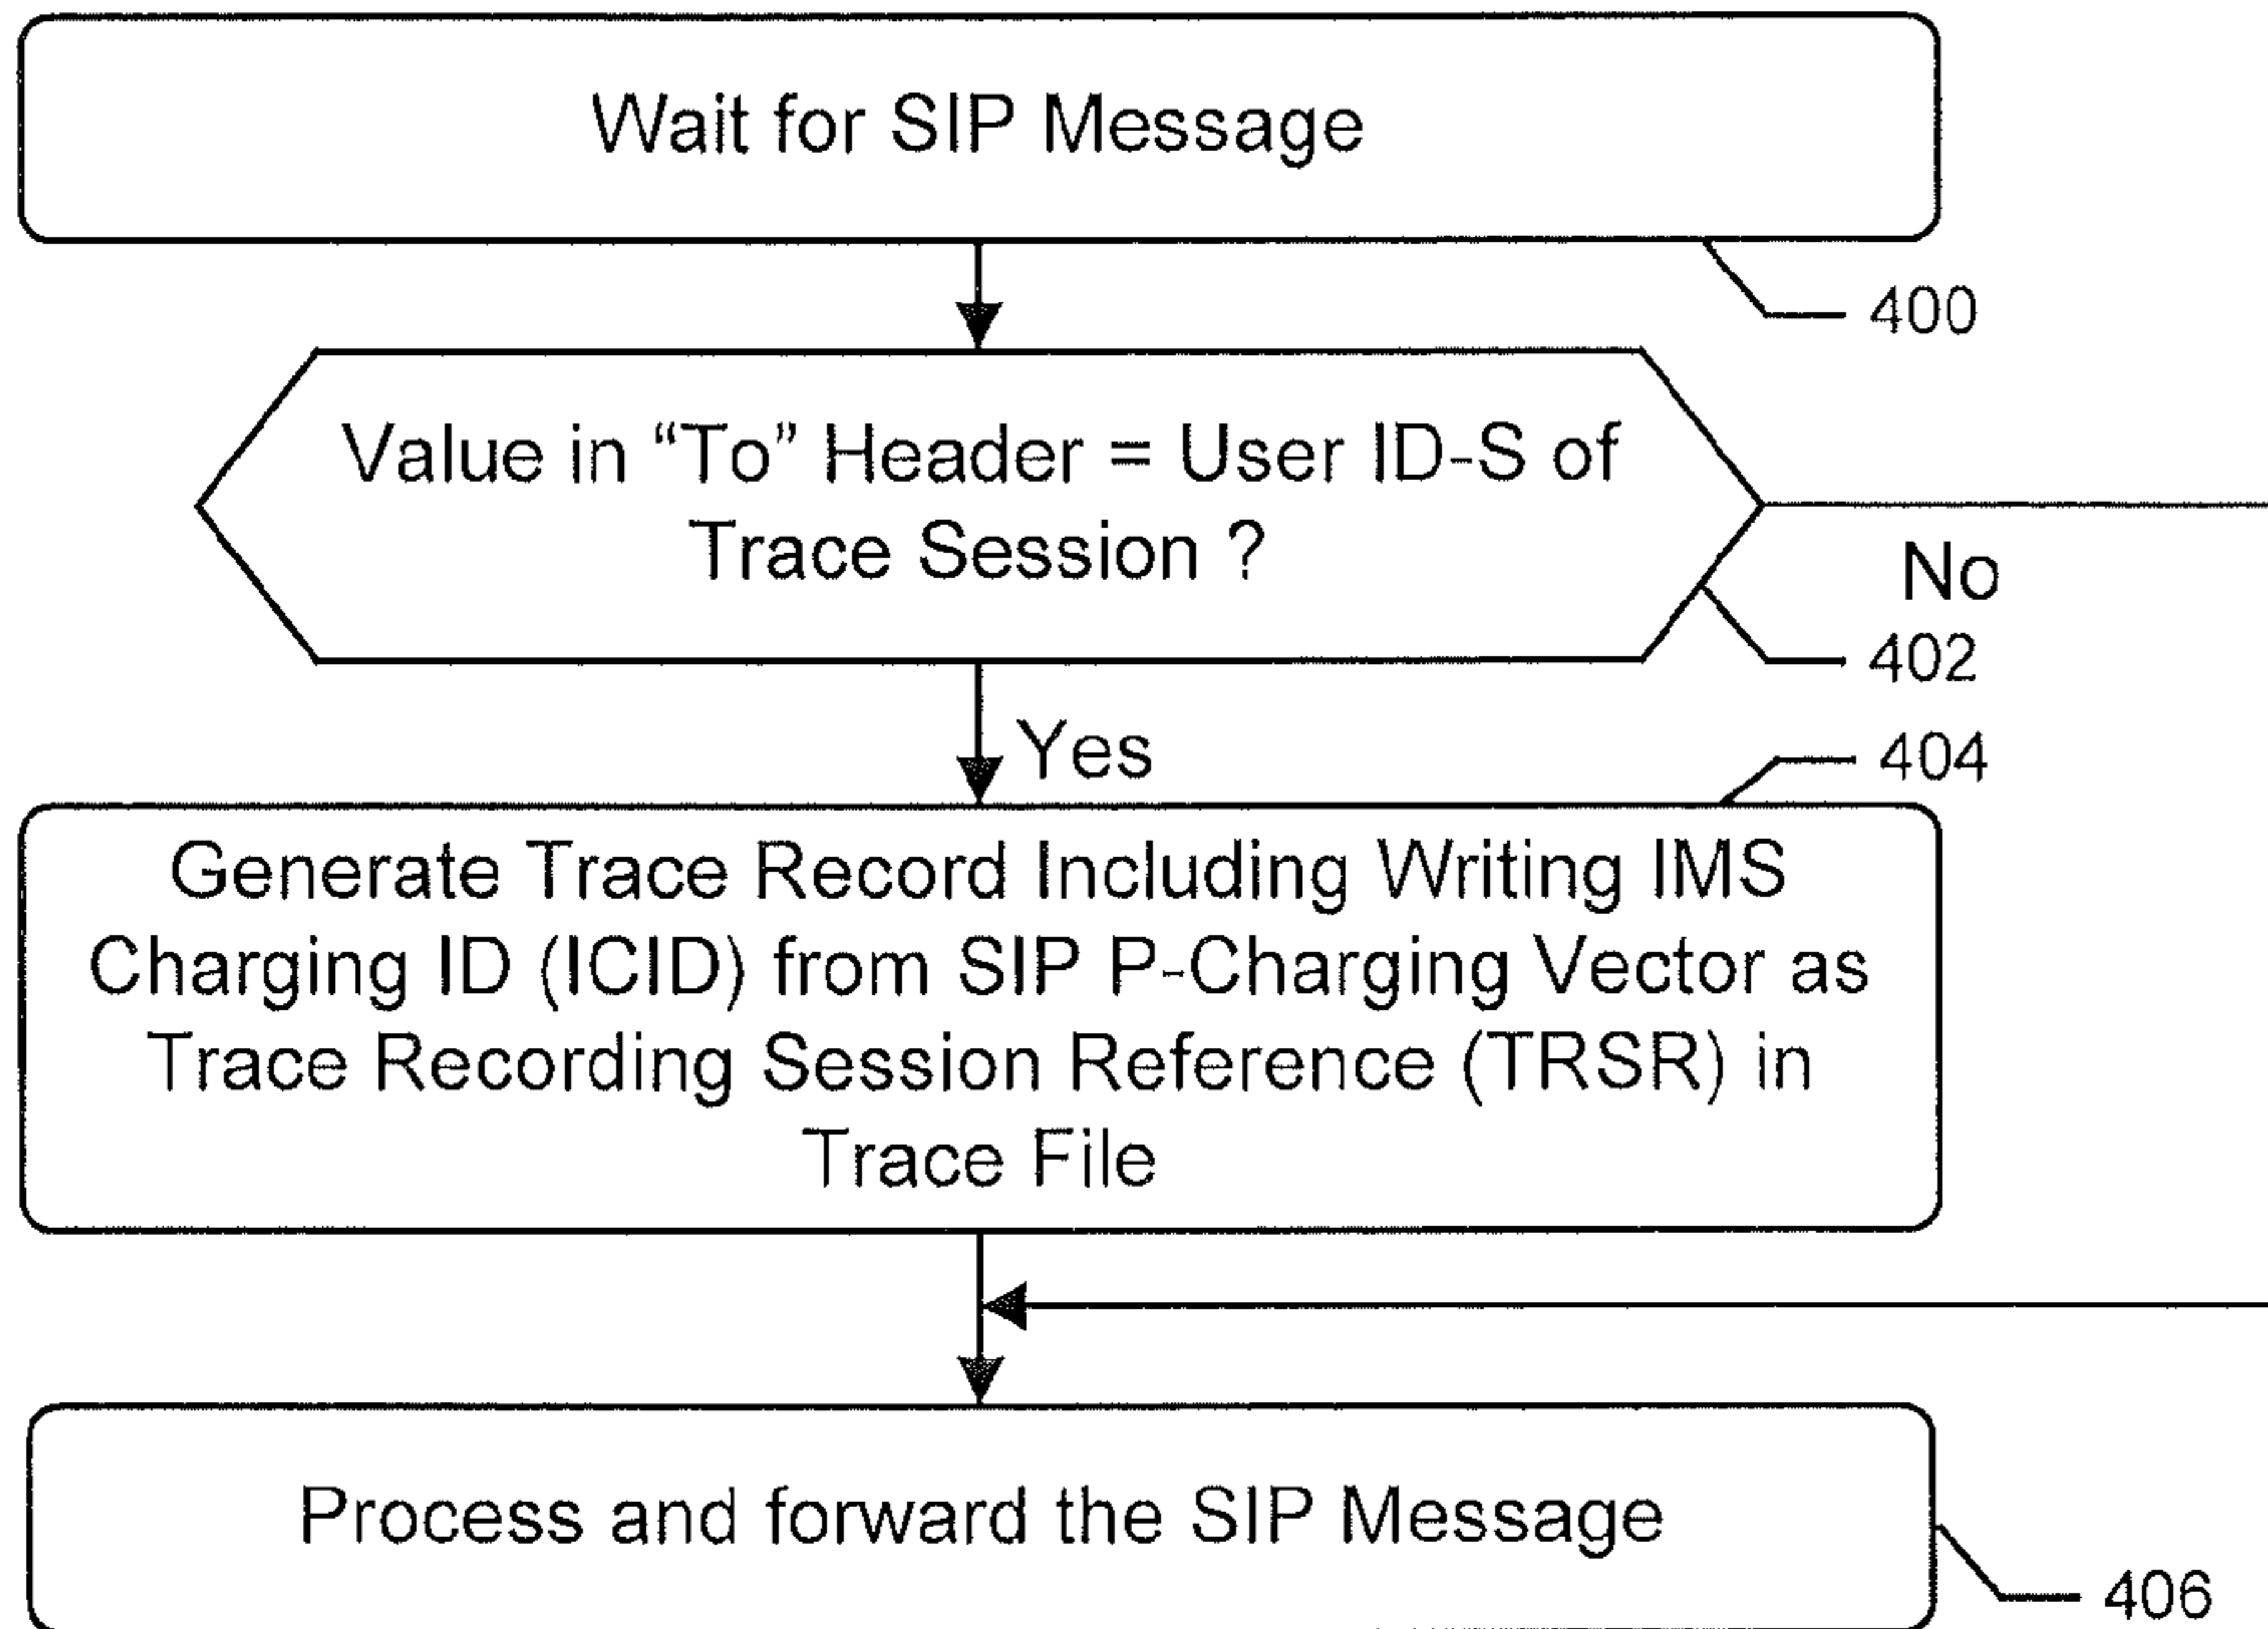 Wait for SIP Message
400
Value in “To” Header = User ID-S of
Trace Session ?
No
402
Yes
404
Generate Trace Record Including Writing IMS
Charging ID (ICID) from SIP P-Charging Vector as
Trace Recording Session Reference (TRSR) in
Trace File
Process and forward the SIP Message
406